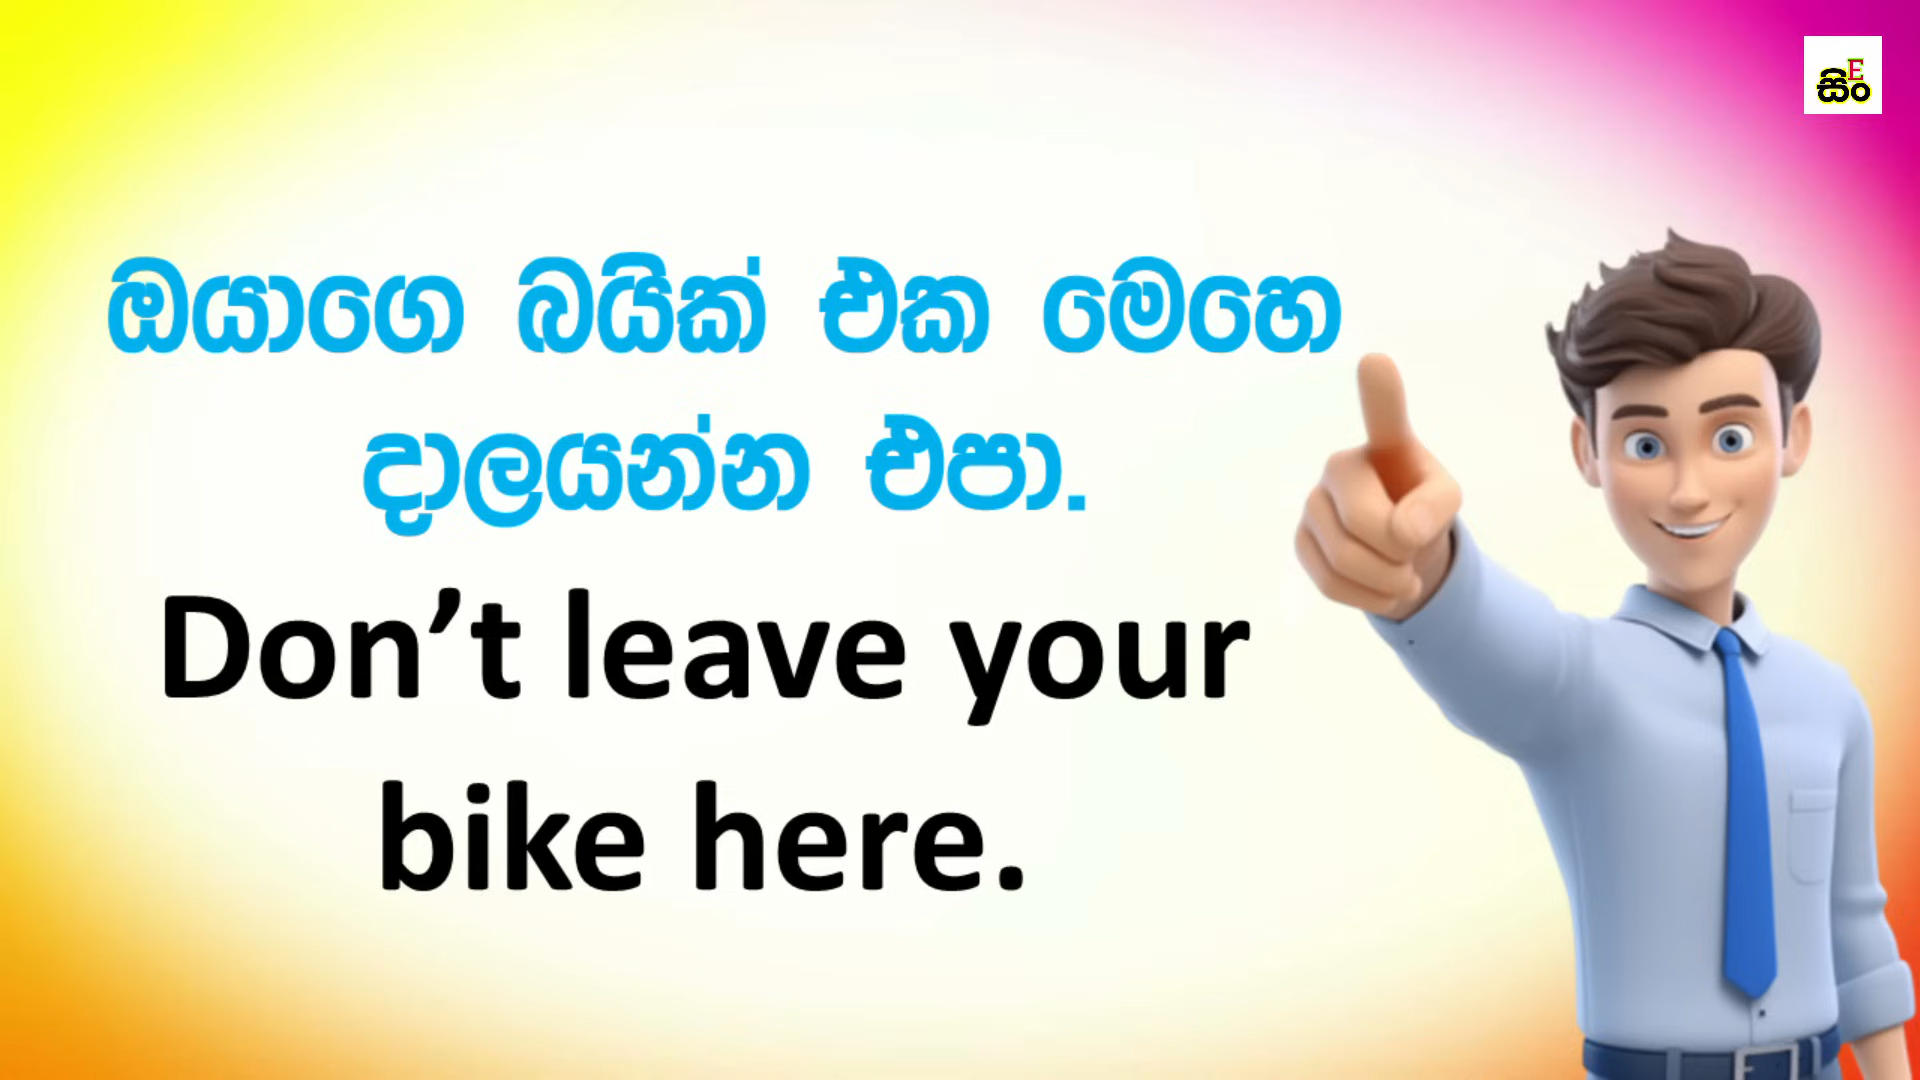 E
සිං
ඔයාගෙ බයික් එක මෙහෙ
දාලයන්න එපා.
Don’t leave your
bike here.